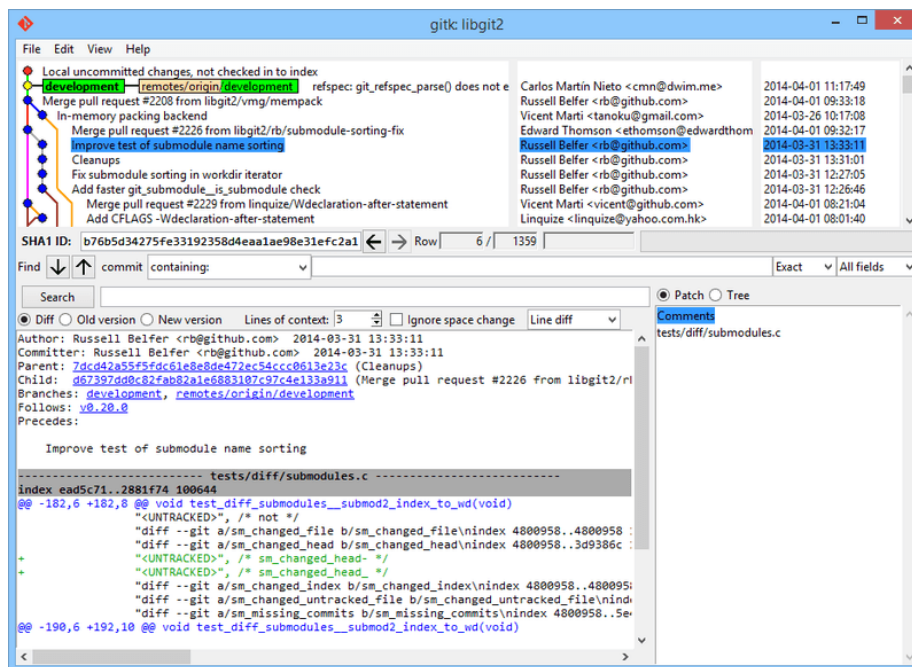 gitk: libgit2
File Edit View Help
Local uncommitted changes, not checked in to index
development remotes/origin/development refspec: git_refspec_parse() does not e Carlos Martín Nieto <cmn@dwim.me> 2014-04-01 11:17:49
Merge pull request #2208 from libgit2/vmg/mempack Russell Belfer <rb@github.com> 2014-04-01 09:33:18
In-memory packing backend Vicent Marti <tanoku@gmail.com> 2014-03-26 10:17:08
Merge pull request #2226 from libgit2/rb/submodule-sorting-fix Edward Thomson <ethomson@edwardthom 2014-04-01 09:32:17
Improve test of submodule name sorting Russell Belfer <rb@github.com> 2014-03-31 13:33:11
Cleanups Russell Belfer <rb@github.com> 2014-03-31 13:31:01
Fix submodule sorting in workdir iterator Russell Belfer <rb@github.com> 2014-03-31 12:27:05
Add faster git_submodule__is_submodule check Russell Belfer <rb@github.com> 2014-03-31 12:26:46
Merge pull request #2229 from linquize/Wdeclaration-after-statement Vicent Marti <vicent@github.com> 2014-04-01 08:21:04
Add CFLAGS -Wdeclaration-after-statement Linquize <linquize@yahoo.com.hk> 2014-04-01 08:01:40
SHA1 ID: b76b5d34275fe33192358d4eaa1ae98e31efc2a1 Row 6 / 1359
Find commit containing: Exact All fields
Search
Patch Tree
Diff Old version New version Lines of context: 3 Ignore space change Line diff
Comments
tests/diff/submodules.c
Author: Russell Belfer <rb@github.com> 2014-03-31 13:33:11
Committer: Russell Belfer <rb@github.com> 2014-03-31 13:33:11
Parent: 7dcd42a55f5fdc61e8e8de472ec54ccc0613e23c (Cleanups)
Child: d67397dd0c82fab82a1e6883107c97c4e133a911 (Merge pull request #2226 from libgit2/rl
Branches: development, remotes/origin/development
Follows: v0.20.0
Precedes:
Improve test of submodule name sorting
-------------------------- tests/diff/submodules.c --------------------------
index ead5c71..2881f74 100644
@@ -182,6 +182,8 @@ void test_diff_submodules__submod2_index_to_wd(void)
"<UNTRACKED>", /* not */
"diff --git a/sm_changed_file b/sm_changed_file\nindex 4800958..4800958
"diff --git a/sm_changed_head b/sm_changed_head\nindex 4800958..3d9386c
+ "<UNTRACKED>", /* sm_changed_head- */
+ "<UNTRACKED>", /* sm_changed_head_ */
"diff --git a/sm_changed_index b/sm_changed_index\nindex 4800958..4800958
"diff --git a/sm_changed_untracked_file b/sm_changed_untracked_file\nind
"diff --git a/sm_missing_commits b/sm_missing_commits\nindex 4800958..5e
@@ -190,6 +192,10 @@ void test_diff_submodules__submod2_index_to_wd(void)